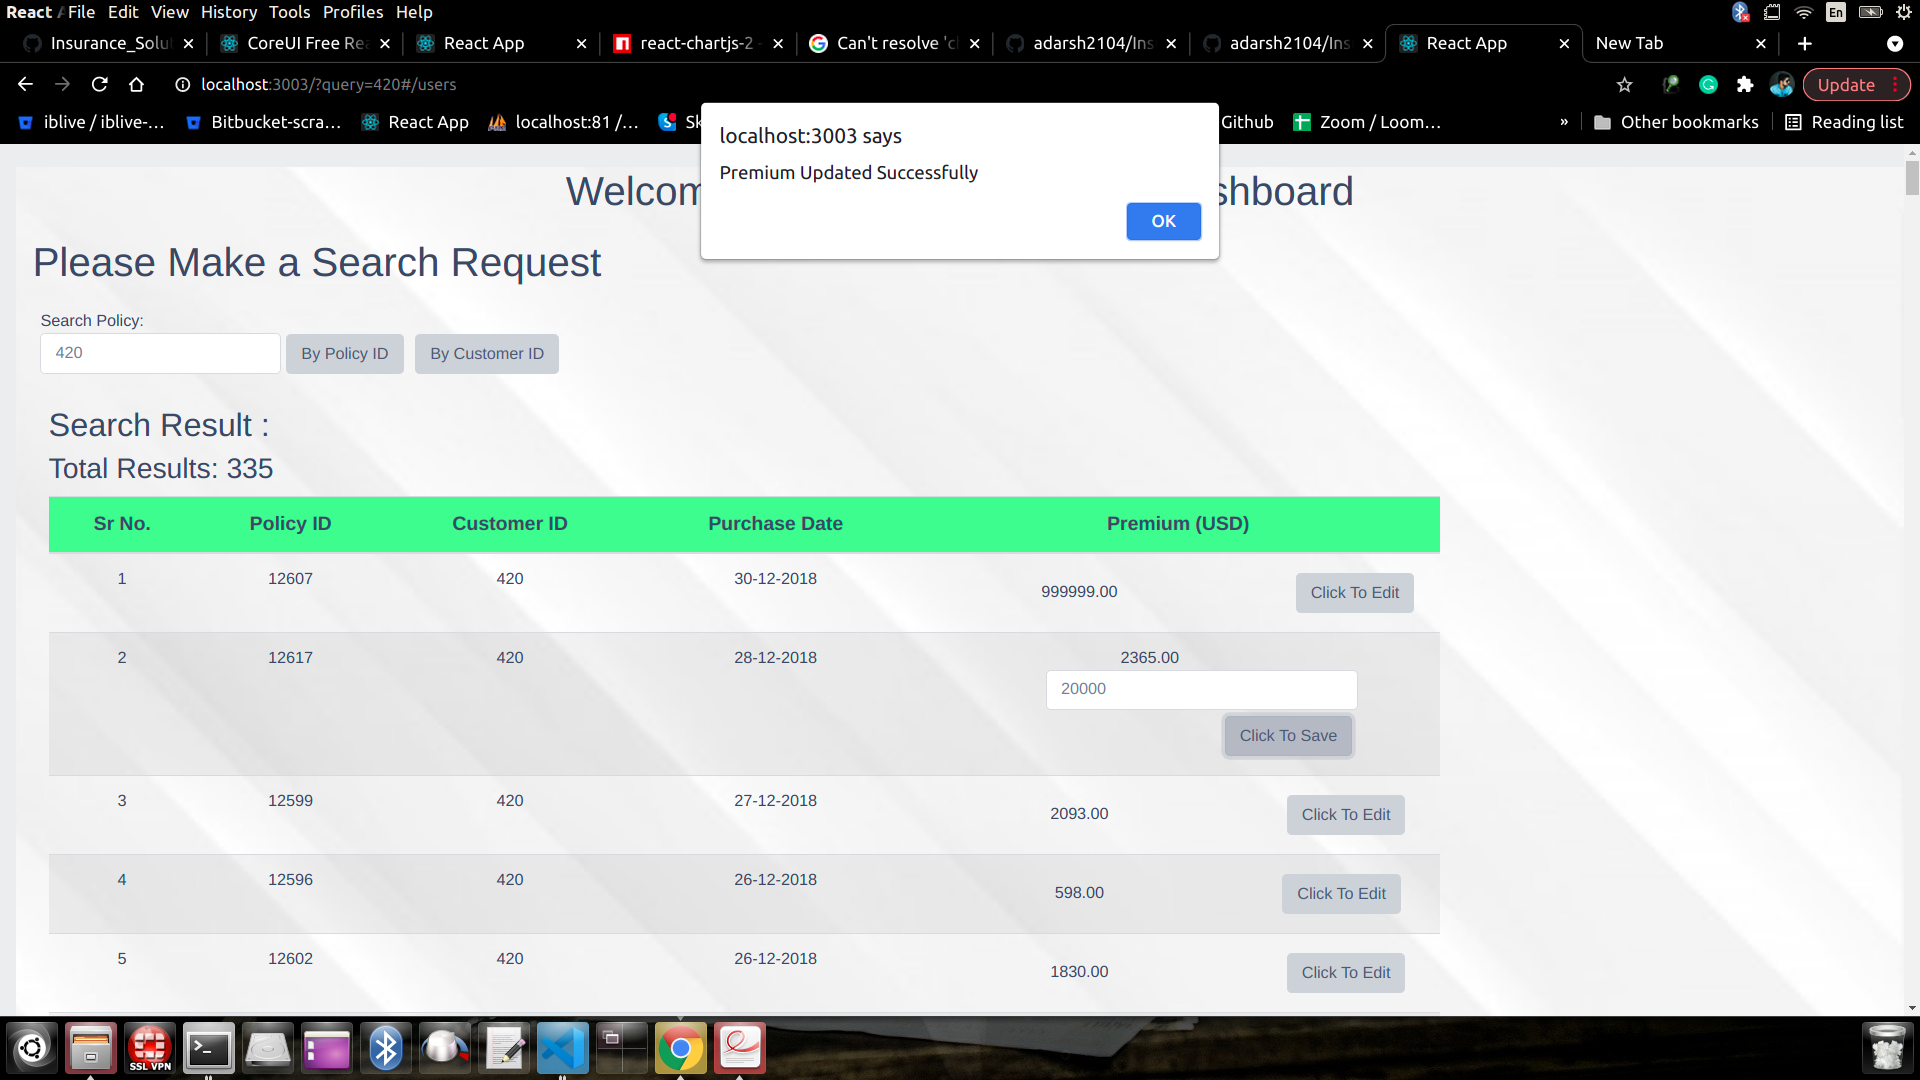 React A File Edit View History Tools Profiles Help
En
Insurance_Solut
CoreUI Free Rea
React App
react-chartjs-2 -
Can't resolve 'c
adarsh2104/Ins
adarsh2104/Ins
React App
New Tab
localhost:3003/?query=420#/users
Update
iblive / iblive-...
Bitbucket-scra...
React App
localhost:81 /...
Sk
Github
Zoom / Loom...
»
Other bookmarks
Reading list
localhost:3003 says
Premium Updated Successfully
OK
Welcom
shboard
Please Make a Search Request
Search Policy:
420
By Policy ID
By Customer ID
Search Result :
Total Results: 335
Sr No. Policy ID Customer ID Purchase Date Premium (USD)
1 12607 420 30-12-2018 999999.00 Click To Edit
2 12617 420 28-12-2018 2365.00
20000
Click To Save
3 12599 420 27-12-2018 2093.00 Click To Edit
4 12596 420 26-12-2018 598.00 Click To Edit
5 12602 420 26-12-2018 1830.00 Click To Edit
SSL VPN